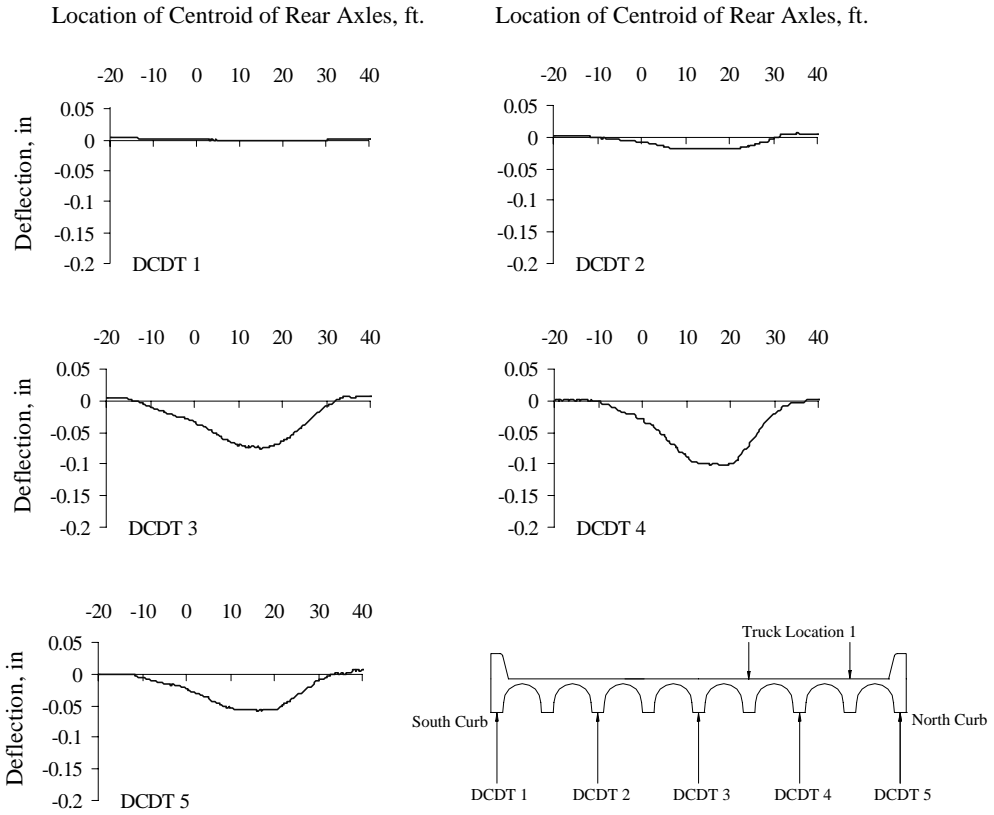 Location of Centroid of Rear Axles, ft.
Location of Centroid of Rear Axles, ft.
-20 -10 0 10 20 30 40
0.05
0
-0.05
-0.1
-0.15
-0.2
Deflection, in
DCDT 1
-20 -10 0 10 20 30 40
0.05
0
-0.05
-0.1
-0.15
-0.2
DCDT 2
-20 -10 0 10 20 30 40
0.05
0
-0.05
-0.1
-0.15
-0.2
Deflection, in
DCDT 3
-20 -10 0 10 20 30 40
0.05
0
-0.05
-0.1
-0.15
-0.2
DCDT 4
-20 -10 0 10 20 30 40
0.05
0
-0.05
-0.1
-0.15
-0.2
Deflection, in
DCDT 5
Truck Location 1
South Curb
North Curb
DCDT 1 DCDT 2 DCDT 3 DCDT 4 DCDT 5